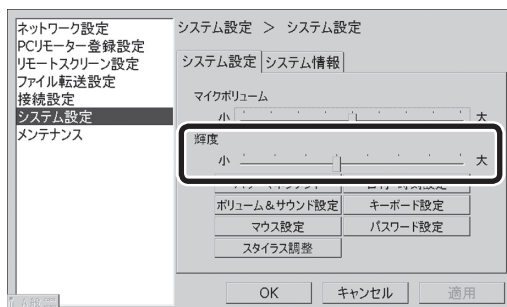 ネットワーク設定
PCリモーター登録設定
リモートスクリーン設定
ファイル転送設定
接続設定
システム設定
メンテナンス
システム設定 ＞ システム設定
システム設定 システム情報
マイクボリューム
小 大
輝度
小 大
ボリューム＆サウンド設定 キーボード設定
マウス設定 パスワード設定
スタイラス調整
OK キャンセル 適用